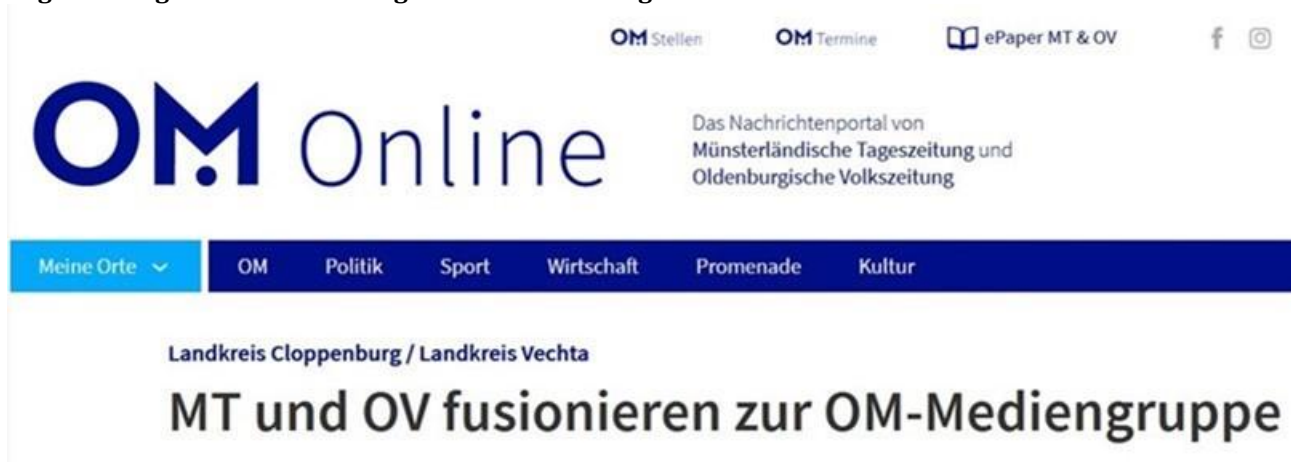 OM Stellen OM Termine ePaper MT & OV
OM Online
Das Nachrichtenportal von
Münsterländische Tageszeitung und
Oldenburgische Volkszeitung
Meine Orte OM Politik Sport Wirtschaft Promenade Kultur
Landkreis Cloppenburg / Landkreis Vechta
MT und OV fusionieren zur OM-Mediengruppe